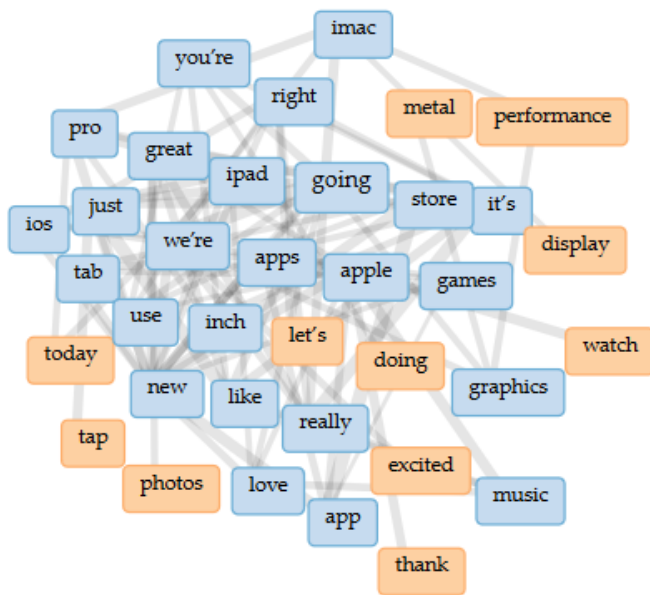 imac
you're
right
metal
performance
pro
great
ipad
going
store
it's
just
ios
we're
display
apps
apple
tab
games
use
inch
let's
watch
today
doing
new
like
graphics
really
tap
excited
photos
love
music
app
thank